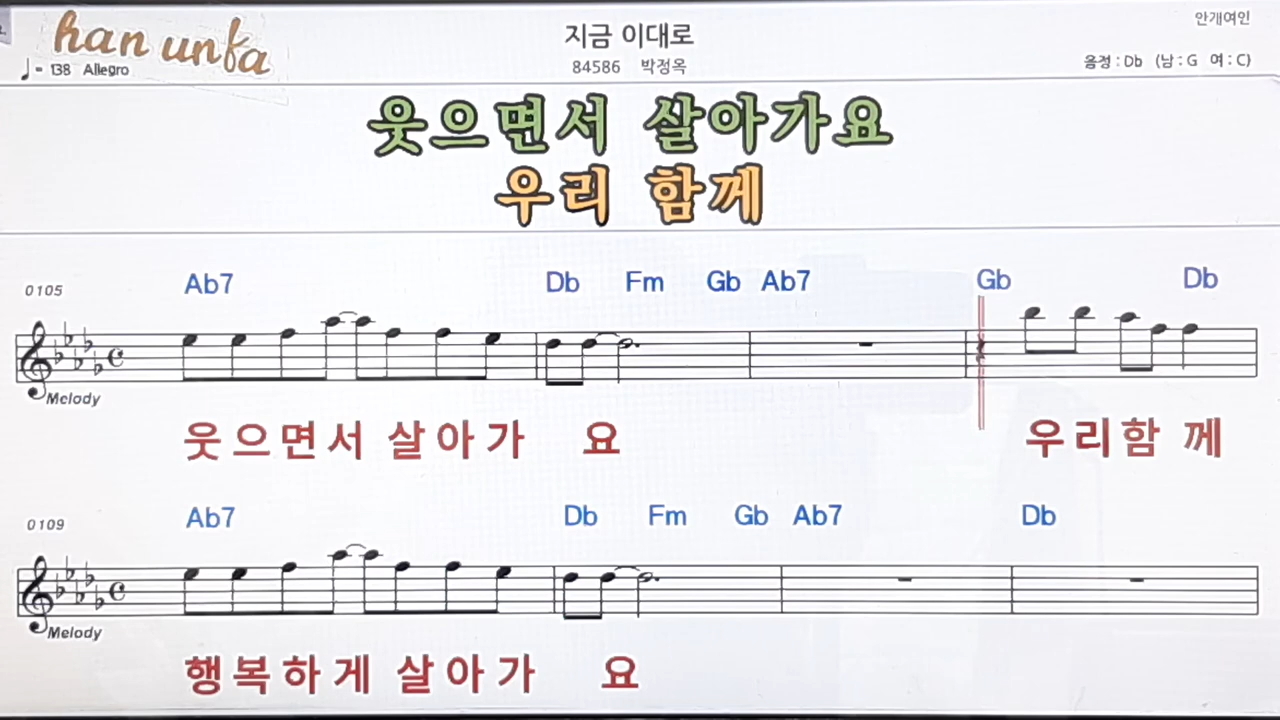 han unfa
지금 이대로
안개여인
84586 박정옥
♩= 138 Allegro
음정 : Db (남 : G 여 : C)
웃으면서 살아가요
우리 함께
0105
Ab7 Db Fm Gb Ab7 Gb Db
Melody
웃으면서 살아가 요 우리함 께
0109
Ab7 Db Fm Gb Ab7 Db
Melody
행복하게 살아가 요